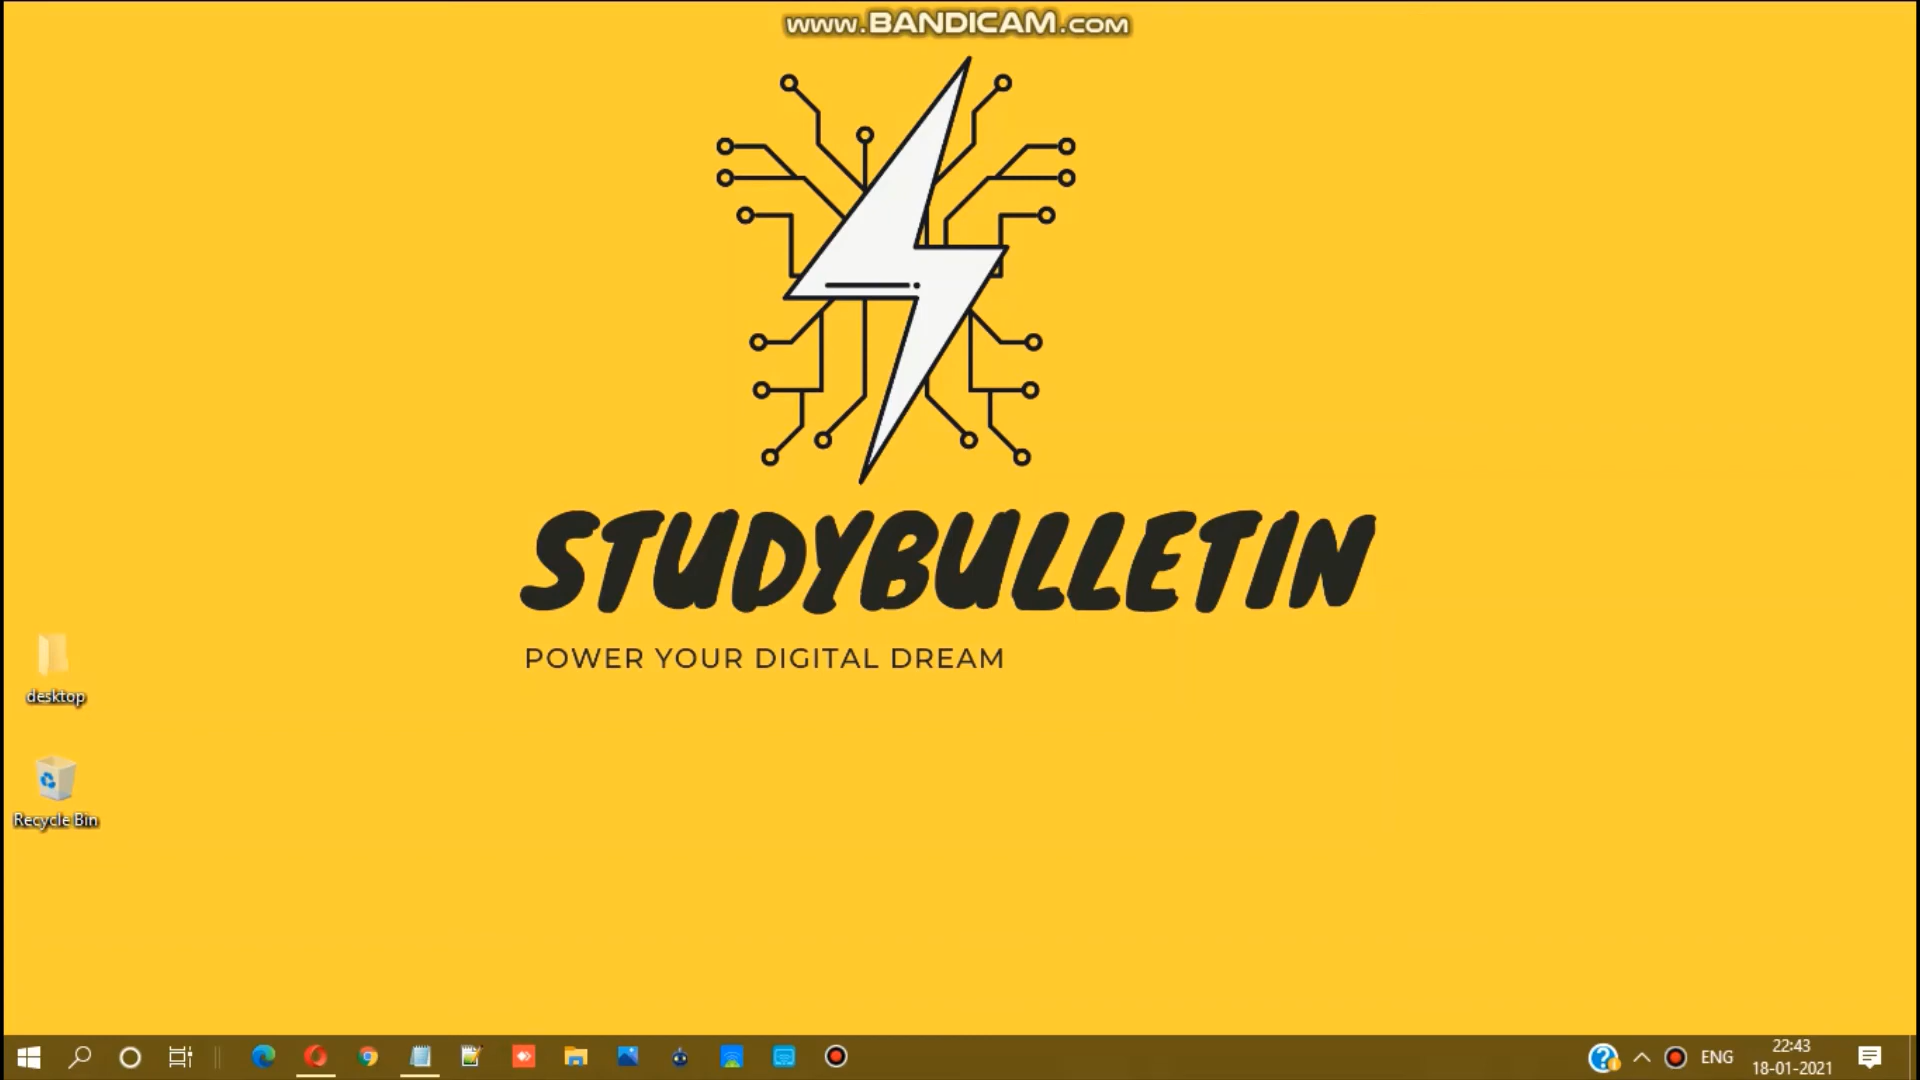 www.BANDICAM.com
STUDYBULLETIN
POWER YOUR DIGITAL DREAM
desktop
Recycle Bin
ENG
22:43
18-01-2021